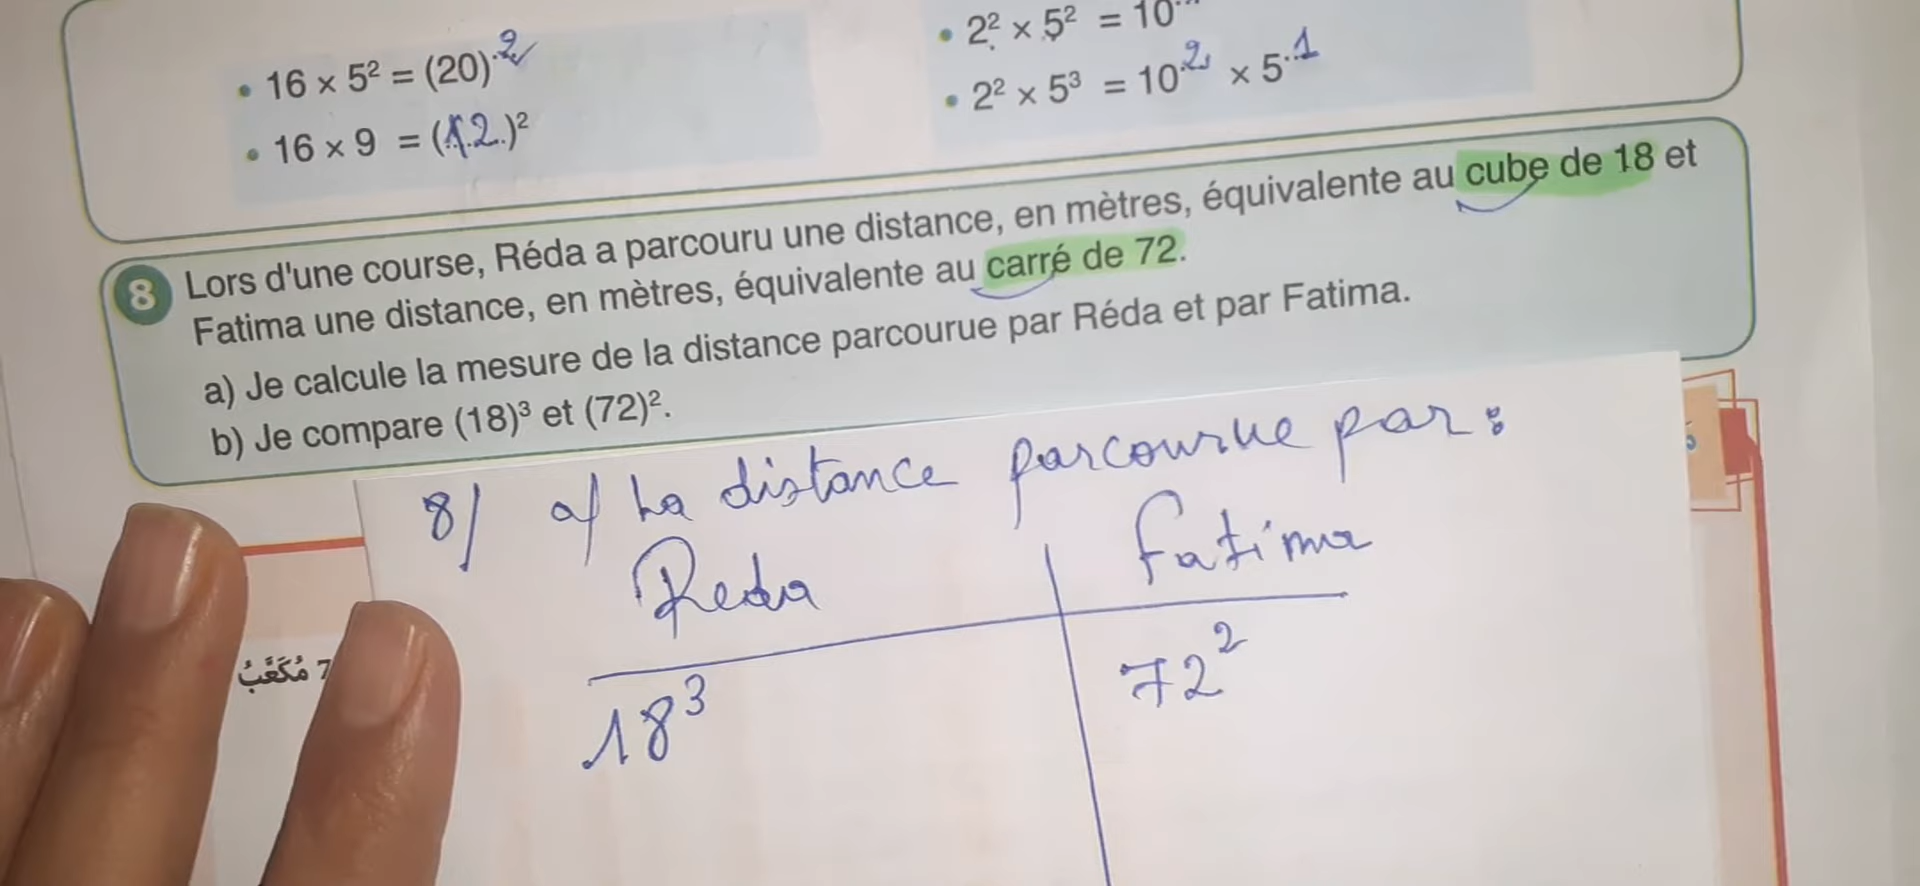 • 16 × 5² = (20)²
• 2² × 5² = 10
• 16 × 9 = (12)²
• 2² × 5³ = 10² × 5¹
8 Lors d'une course, Réda a parcouru une distance, en mètres, équivalente au cube de 18 et
Fatima une distance, en mètres, équivalente au carré de 72.
a) Je calcule la mesure de la distance parcourue par Réda et par Fatima.
b) Je compare (18)³ et (72)².
8/ a/ La distance parcourue par :
Reda Fatima
18³ 72²
7 مُكَعَّبُ